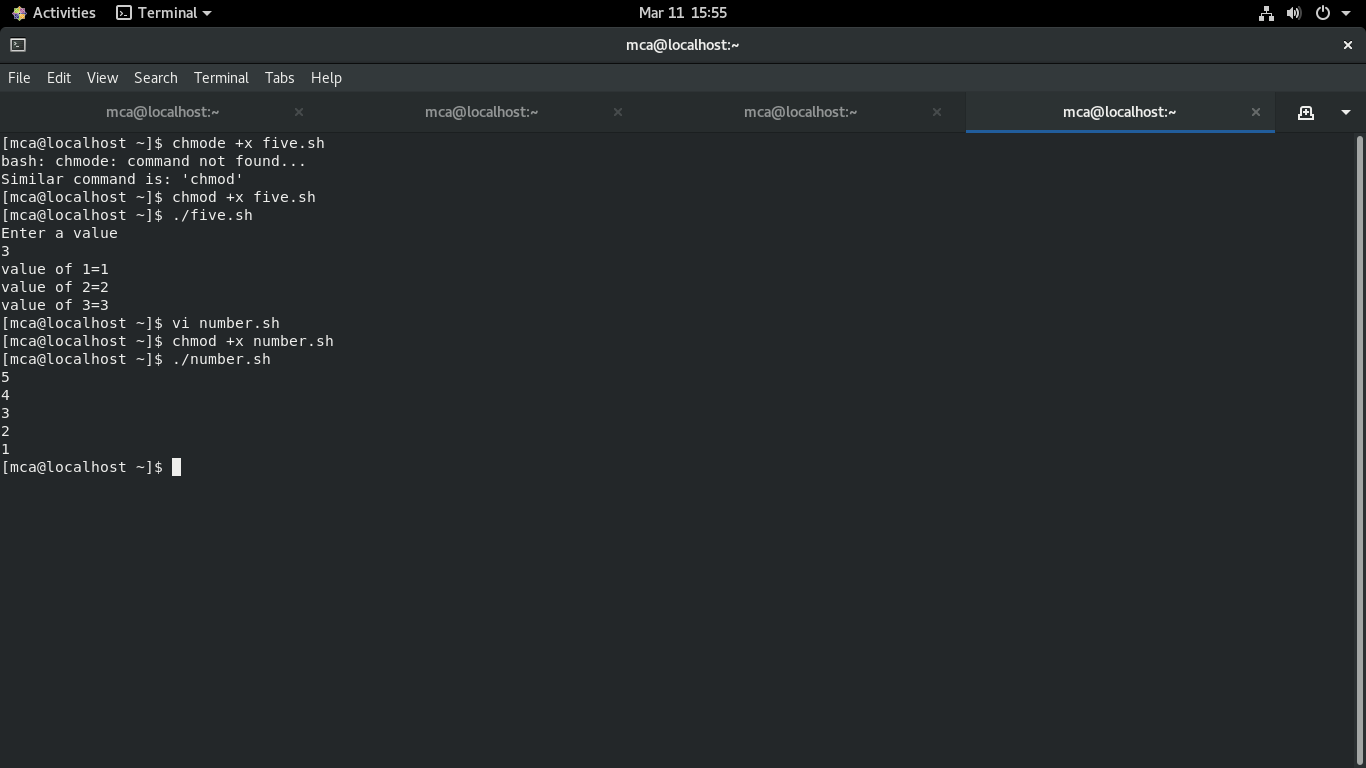 Activities Terminal Mar 11 15:55
mca@localhost:~
File Edit View Search Terminal Tabs Help
mca@localhost:~ mca@localhost:~ mca@localhost:~ mca@localhost:~
[mca@localhost ~]$ chmode +x five.sh
bash: chmode: command not found...
Similar command is: 'chmod'
[mca@localhost ~]$ chmod +x five.sh
[mca@localhost ~]$ ./five.sh
Enter a value
3
value of 1=1
value of 2=2
value of 3=3
[mca@localhost ~]$ vi number.sh
[mca@localhost ~]$ chmod +x number.sh
[mca@localhost ~]$ ./number.sh
5
4
3
2
1
[mca@localhost ~]$